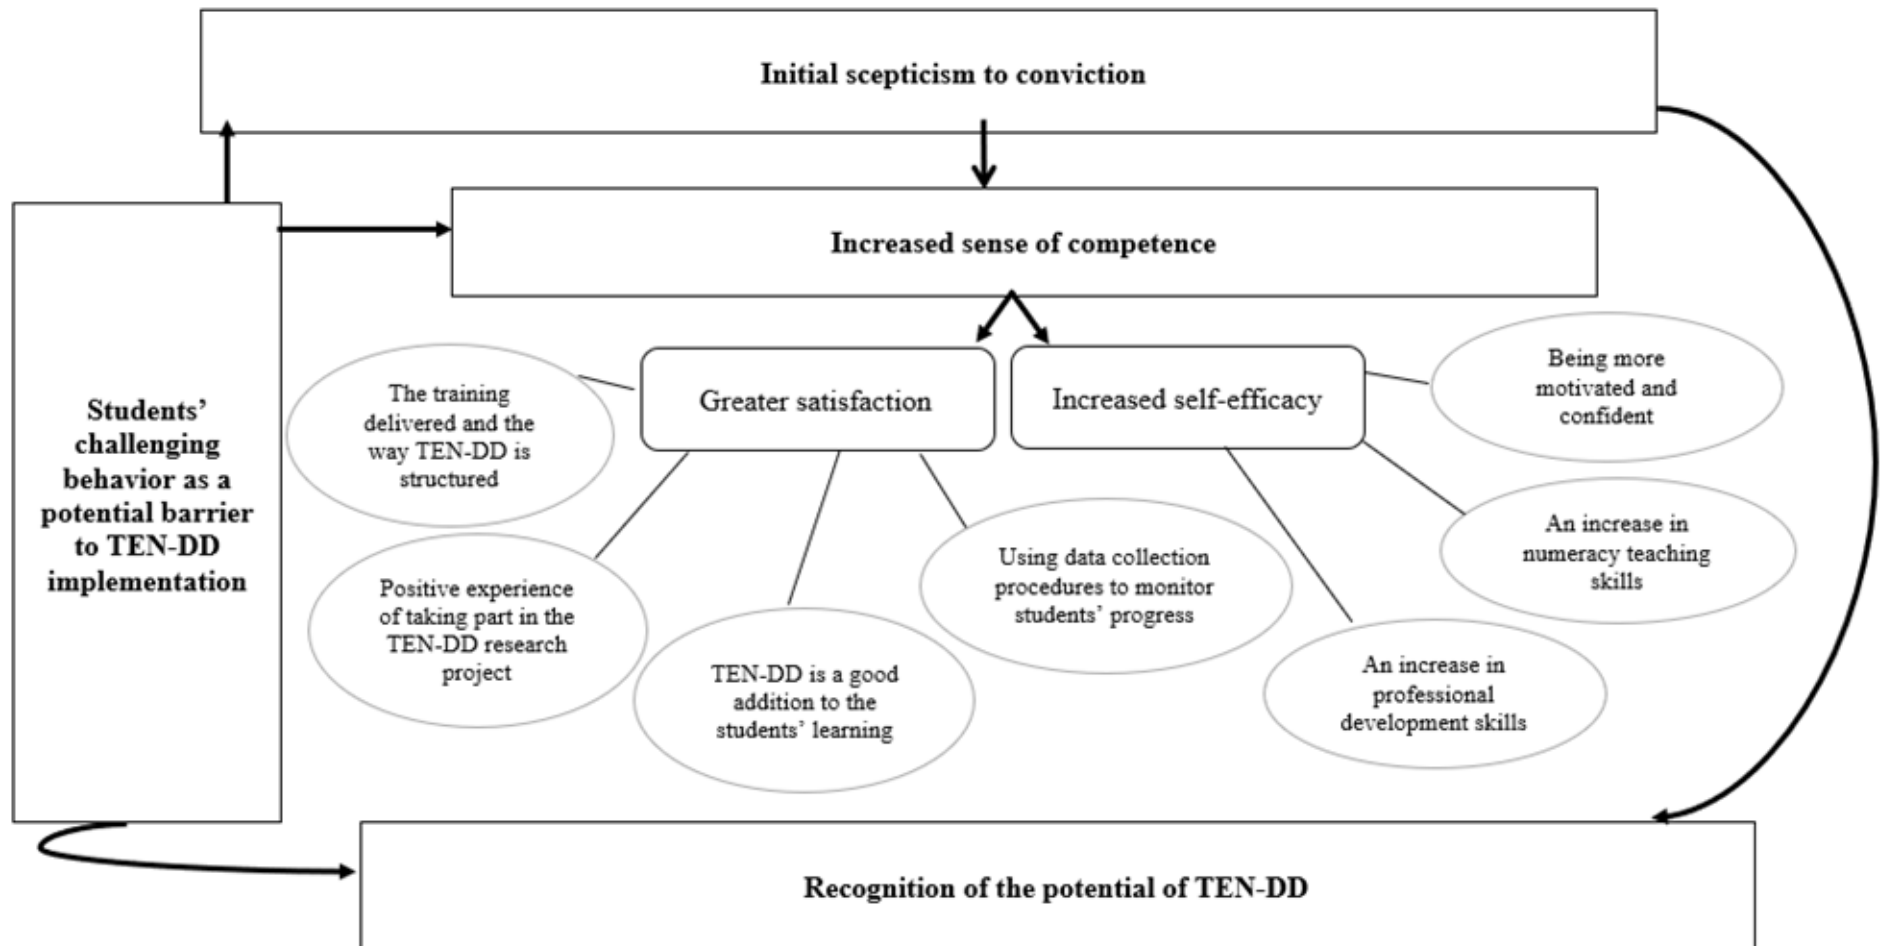 Initial scepticism to conviction
Increased sense of competence
Students’
challenging
behavior as a
potential barrier
to TEN-DD
implementation
Greater satisfaction
Increased self-efficacy
The training
delivered and the
way TEN-DD is
structured
Positive experience
of taking part in the
TEN-DD research
project
TEN-DD is a good
addition to the
students’ learning
Using data collection
procedures to monitor
students’ progress
Being more
motivated and
confident
An increase in
numeracy teaching
skills
An increase in
professional
development skills
Recognition of the potential of TEN-DD